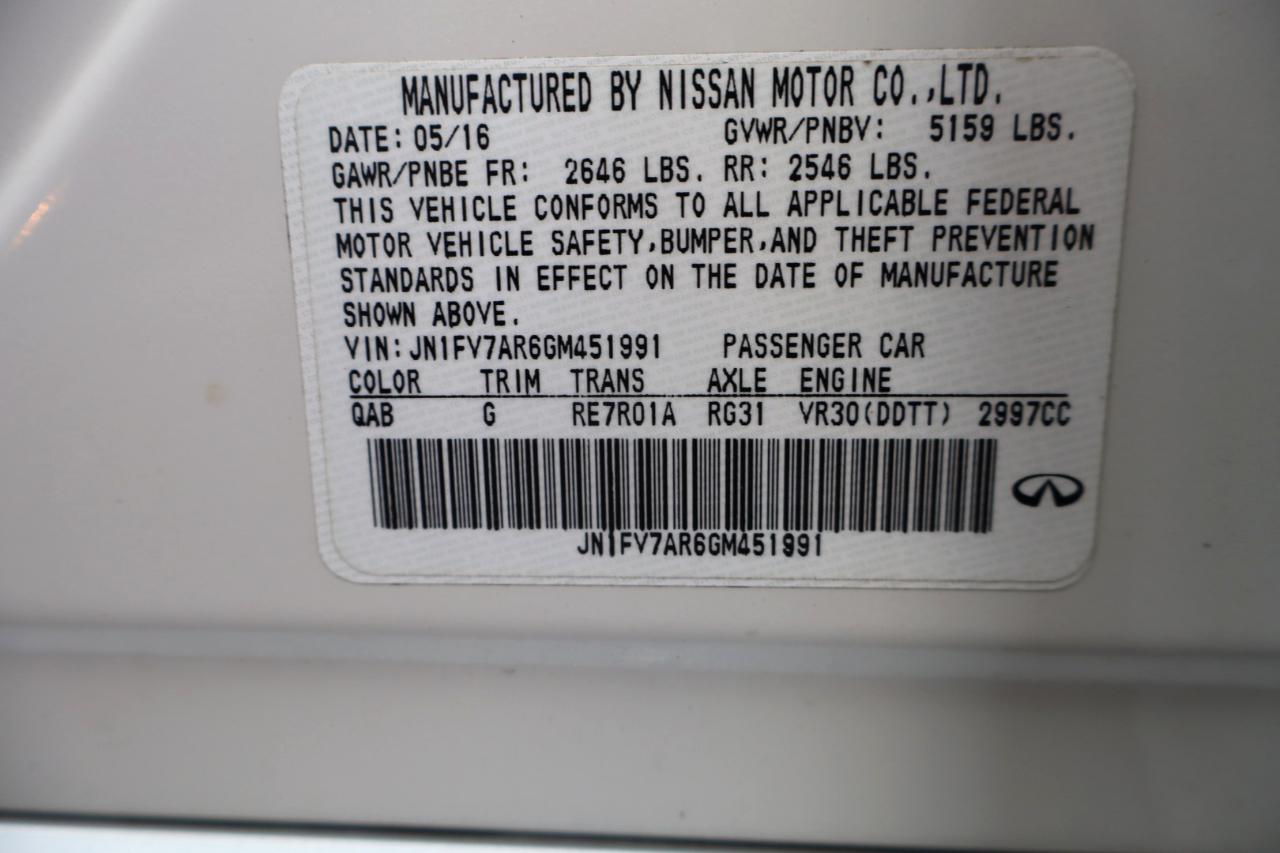 MANUFACTURED BY NISSAN MOTOR CO.,LTD.
DATE: 05/16 GVWR/PNBV: 5159 LBS.
GAWR/PNBE FR: 2646 LBS. RR: 2546 LBS.
THIS VEHICLE CONFORMS TO ALL APPLICABLE FEDERAL
MOTOR VEHICLE SAFETY,BUMPER,AND THEFT PREVENTION
STANDARDS IN EFFECT ON THE DATE OF MANUFACTURE
SHOWN ABOVE.
VIN: JN1FV7AR6GM451991 PASSENGER CAR
COLOR TRIM TRANS AXLE ENGINE
QAB G RE7R01A RG31 VR30(DDTT) 2997CC
JN1FV7AR6GM451991